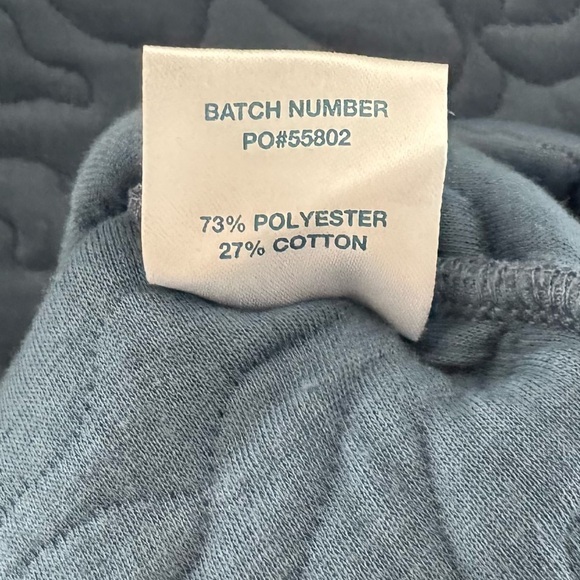 BATCH NUMBER
PO#55802
73% POLYESTER
27% COTTON